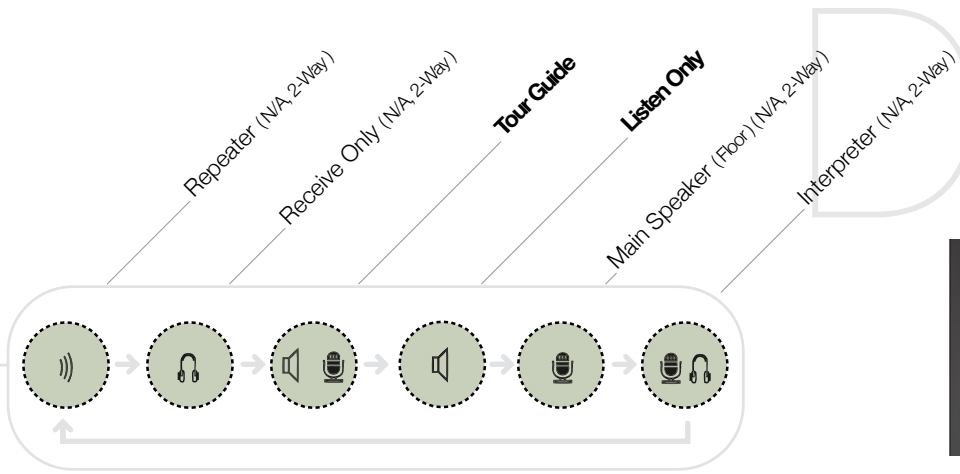 Repeater (N/A, 2-Way)
Receive Only (N/A, 2-Way)
Tour Guide
Listen Only
Main Speaker (Floor) (N/A, 2-Way)
Interpreter (N/A, 2-Way)